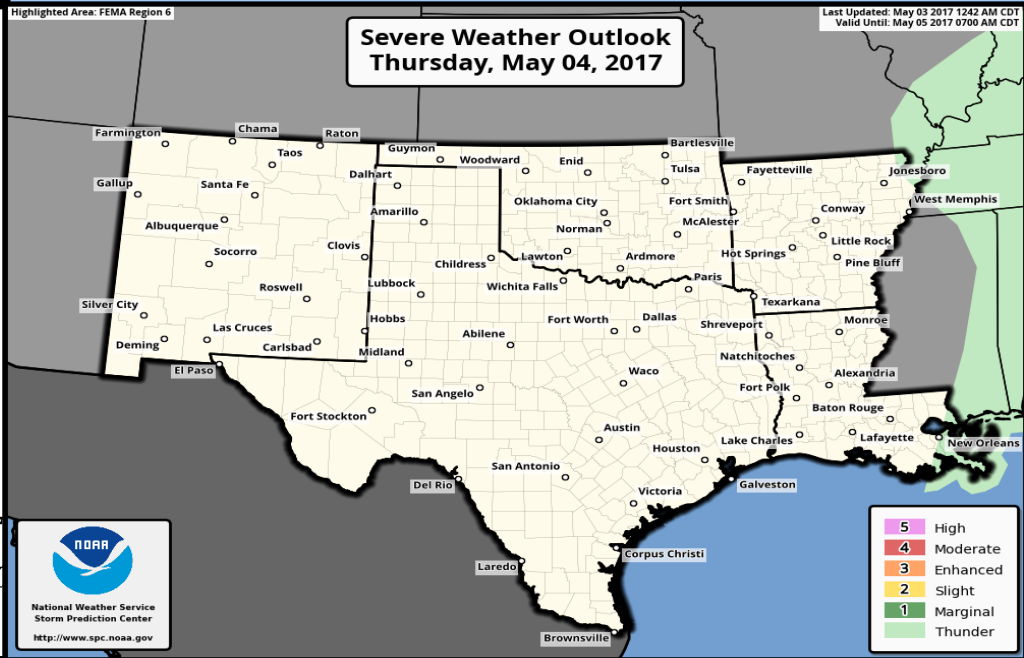 Highlighted Area: FEMA Region 6
Last Updated: May 03 2017 1242 AM CDT
Valid Until: May 05 2017 0700 AM CDT
Severe Weather Outlook
Thursday, May 04, 2017
Farmington
Chama
Raton
Guymon
Bartlesville
Taos
Woodward
Enid
Tulsa
Fayetteville
Jonesboro
Gallup
Santa Fe
Dalhart
Oklahoma City
Fort Smith
West Memphis
Albuquerque
Amarillo
Norman
McAlester
Conway
Socorro
Clovis
Childress
Lawton
Ardmore
Hot Springs
Little Rock
Pine Bluff
Roswell
Lubbock
Wichita Falls
Paris
Texarkana
Silver City
Las Cruces
Hobbs
Abilene
Fort Worth
Dallas
Shreveport
Monroe
Deming
Carlsbad
Midland
Natchitoches
El Paso
San Angelo
Waco
Fort Polk
Alexandria
Fort Stockton
Austin
Baton Rouge
Houston
Lake Charles
Lafayette
New Orleans
Del Rio
San Antonio
Victoria
Galveston
Laredo
Corpus Christi
Brownsville
NOAA
National Weather Service
Storm Prediction Center
http://www.spc.noaa.gov
5 High
4 Moderate
3 Enhanced
2 Slight
1 Marginal
Thunder